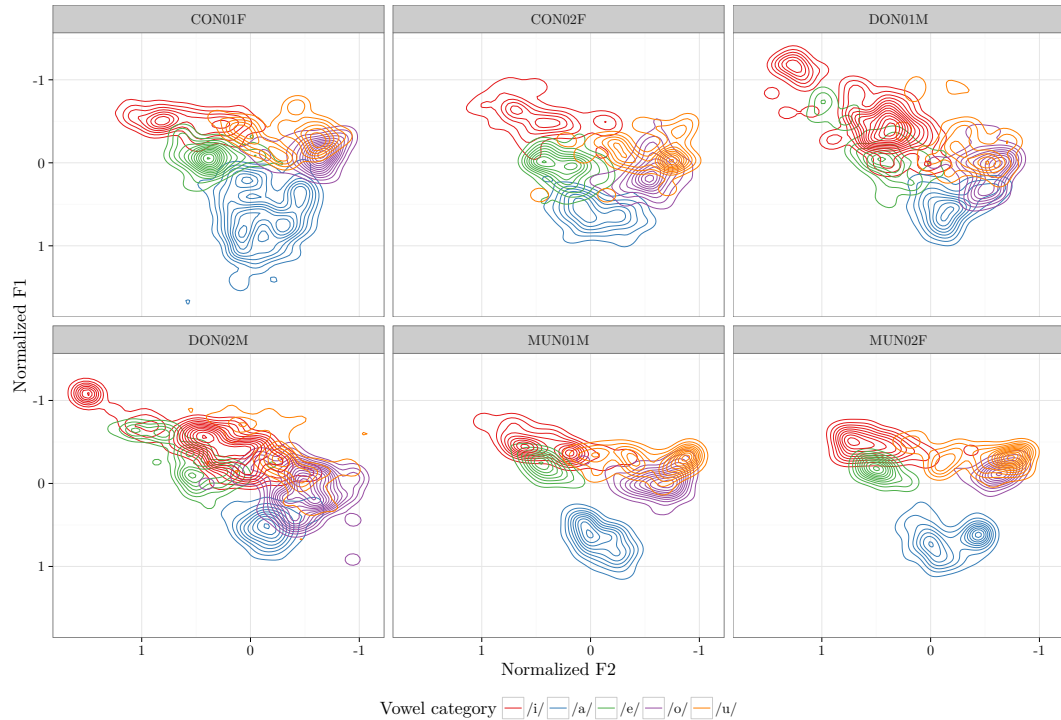 CON01F CON02F DON01M
-1
0
1
DON02M MUN01M MUN02F
-1
0
1
1 0 -1 1 0 -1 1 0 -1
Normalized F1
Normalized F2
Vowel category /i/ /a/ /e/ /o/ /u/